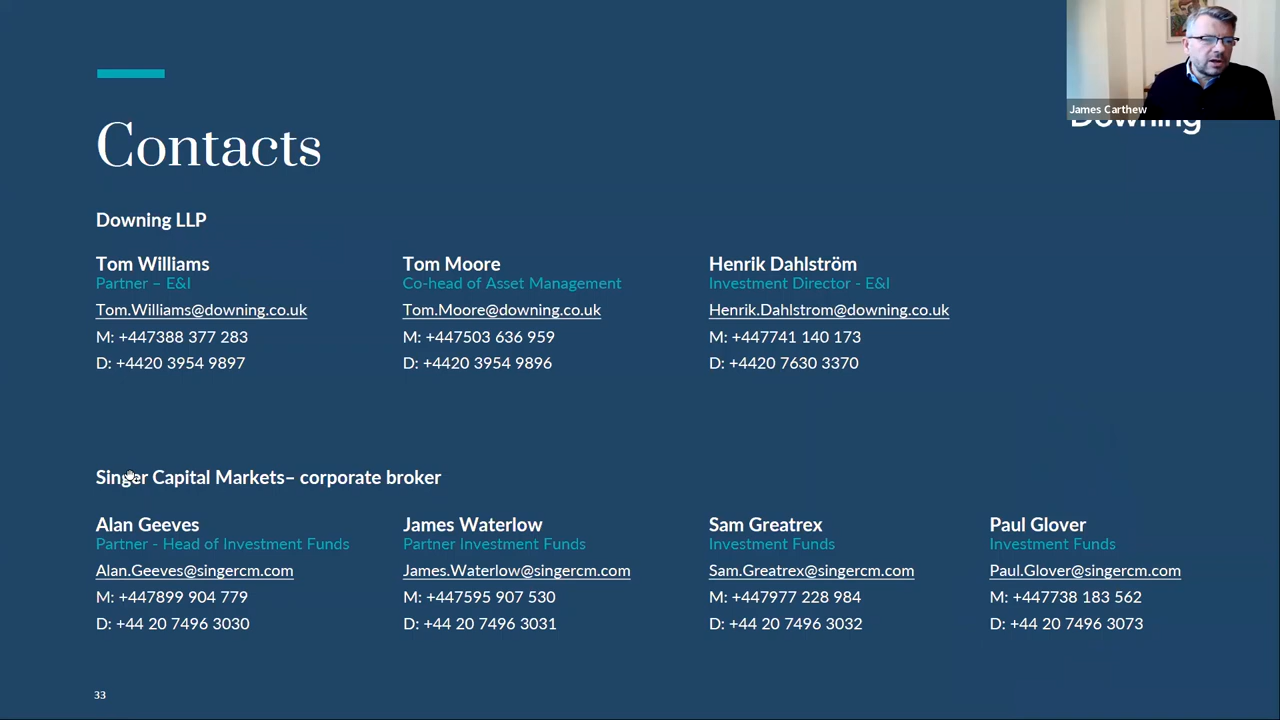 James Carthew
Downing
Contacts
Downing LLP
Tom Williams
Partner – E&I
Tom.Williams@downing.co.uk
M: +447388 377 283
D: +4420 3954 9897
Tom Moore
Co-head of Asset Management
Tom.Moore@downing.co.uk
M: +447503 636 959
D: +4420 3954 9896
Henrik Dahlström
Investment Director - E&I
Henrik.Dahlstrom@downing.co.uk
M: +447741 140 173
D: +4420 7630 3370
Singer Capital Markets– corporate broker
Alan Geeves
Partner - Head of Investment Funds
Alan.Geeves@singercm.com
M: +447899 904 779
D: +44 20 7496 3030
James Waterlow
Partner Investment Funds
James.Waterlow@singercm.com
M: +447595 907 530
D: +44 20 7496 3031
Sam Greatrex
Investment Funds
Sam.Greatrex@singercm.com
M: +447977 228 984
D: +44 20 7496 3032
Paul Glover
Investment Funds
Paul.Glover@singercm.com
M: +447738 183 562
D: +44 20 7496 3073
33